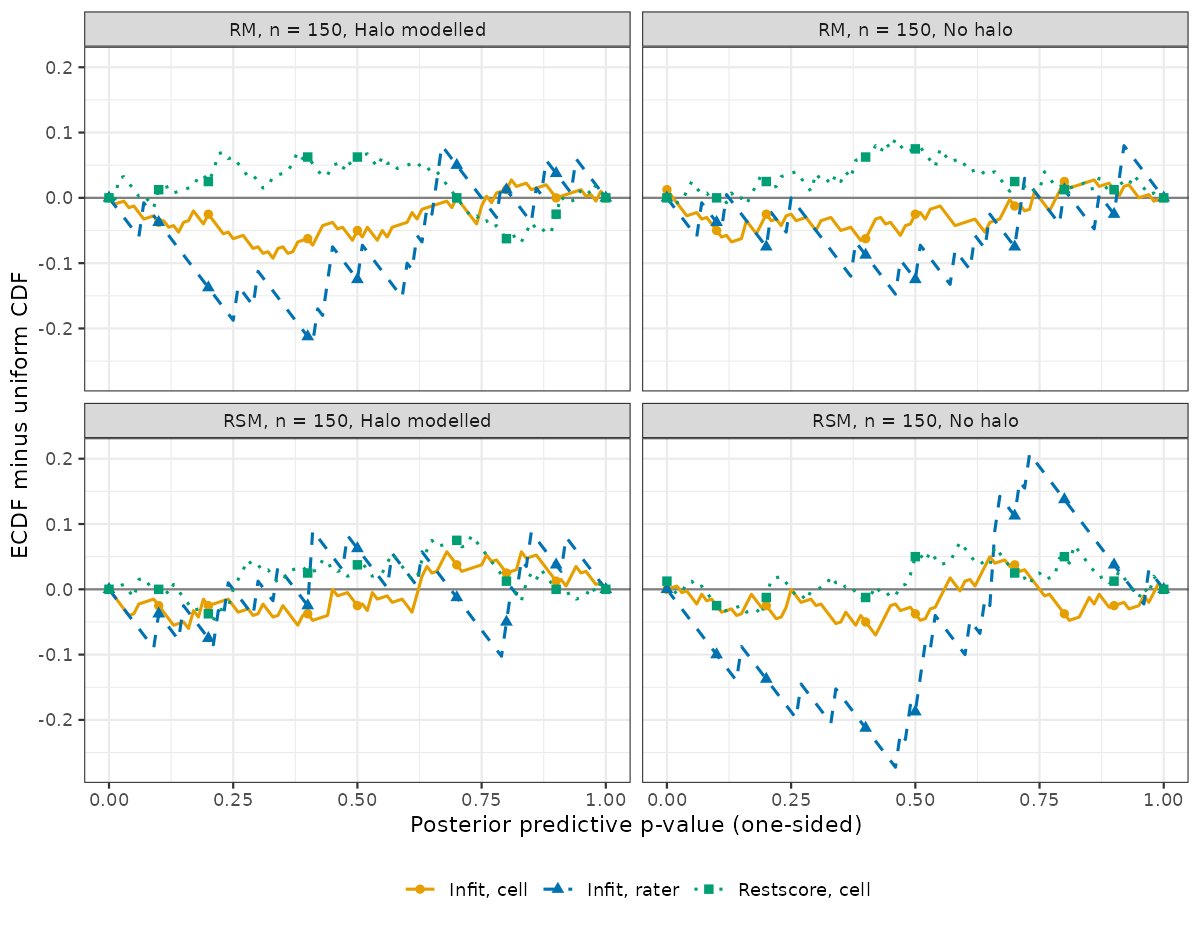 RM, n = 150, Halo modelled
RM, n = 150, No halo
0.2
0.1
0.0
-0.1
-0.2
RSM, n = 150, Halo modelled
RSM, n = 150, No halo
0.2
0.1
0.0
-0.1
-0.2
ECDF minus uniform CDF
0.00 0.25 0.50 0.75 1.00
0.00 0.25 0.50 0.75 1.00
Posterior predictive p-value (one-sided)
Infit, cell
Infit, rater
Restscore, cell